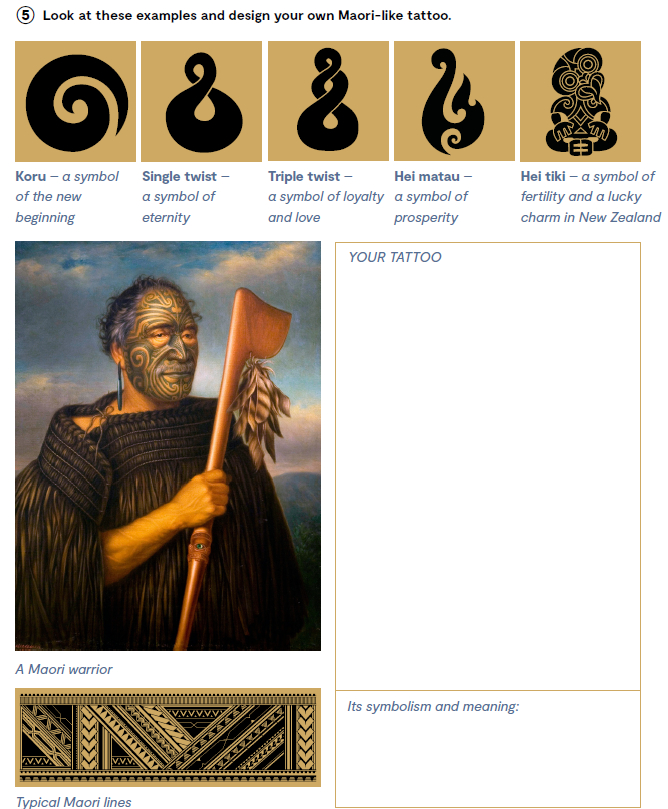 5 Look at these examples and design your own Maori-like tattoo.
Koru – a symbol
of the new
beginning
Single twist –
a symbol of
eternity
Triple twist –
a symbol of loyalty
and love
Hei matau –
a symbol of
prosperity
Hei tiki – a symbol of
fertility and a lucky
charm in New Zealand
YOUR TATTOO
A Maori warrior
Its symbolism and meaning:
Typical Maori lines